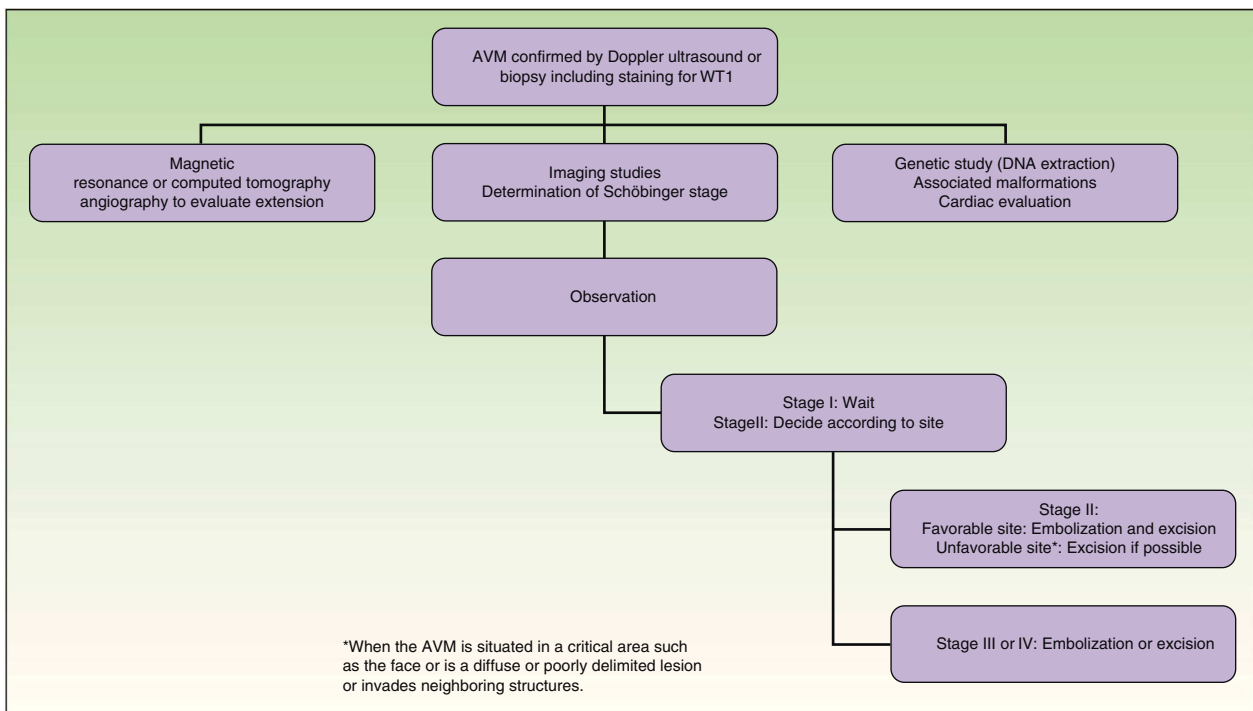 AVM confirmed by Doppler ultrasound or
biopsy including staining for WT1
Magnetic
resonance or computed tomography
angiography to evaluate extension
Imaging studies
Determination of Schöbinger stage
Genetic study (DNA extraction)
Associated malformations
Cardiac evaluation
Observation
Stage I: Wait
StageII: Decide according to site
Stage II:
Favorable site: Embolization and excision
Unfavorable site*: Excision if possible
Stage III or IV: Embolization or excision
*When the AVM is situated in a critical area such
as the face or is a diffuse or poorly delimited lesion
or invades neighboring structures.